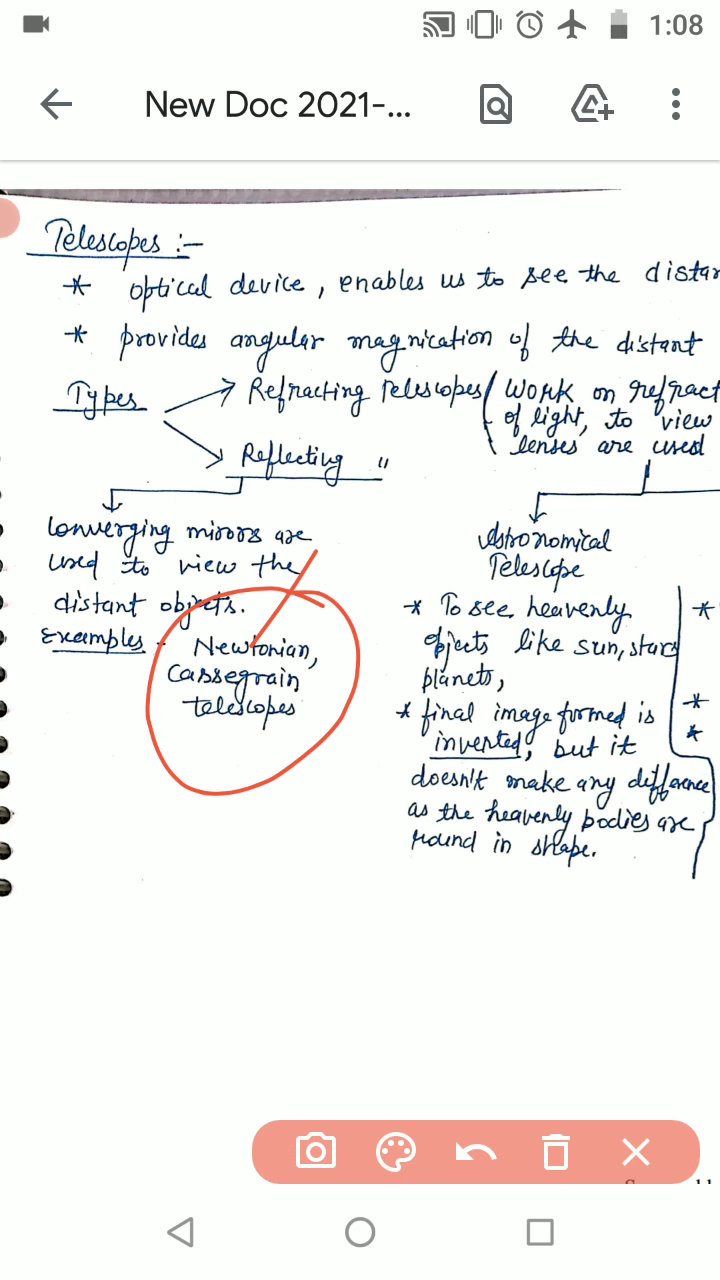 1:08
New Doc 2021-...
Telescopes :-
* optical device, enables us to see the distan
* provides angular magnication of the distant
Types → Refracting Telescopes (Work on refract
of light, to view
lenses are used
→ Reflecting "
Converging mirrors are
used to view the
distant objects.
Examples - Newtonian,
Cassegrain
telescopes
Astronomical
Telescope
* To see heavenly
objects like sun, stars
planets,
* final image formed is
inverted, but it
doesn't make any difference
as the heavenly bodies are
round in shape.
*
*
*